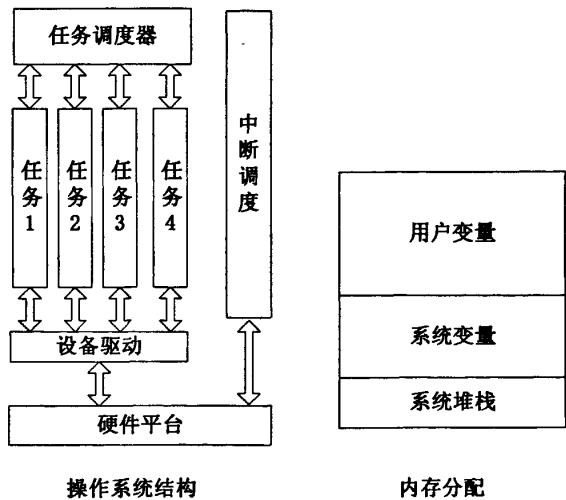 任务调度器
任务1
任务2
任务3
任务4
中断调度
设备驱动
硬件平台
操作系统结构
用户变量
系统变量
系统堆栈
内存分配